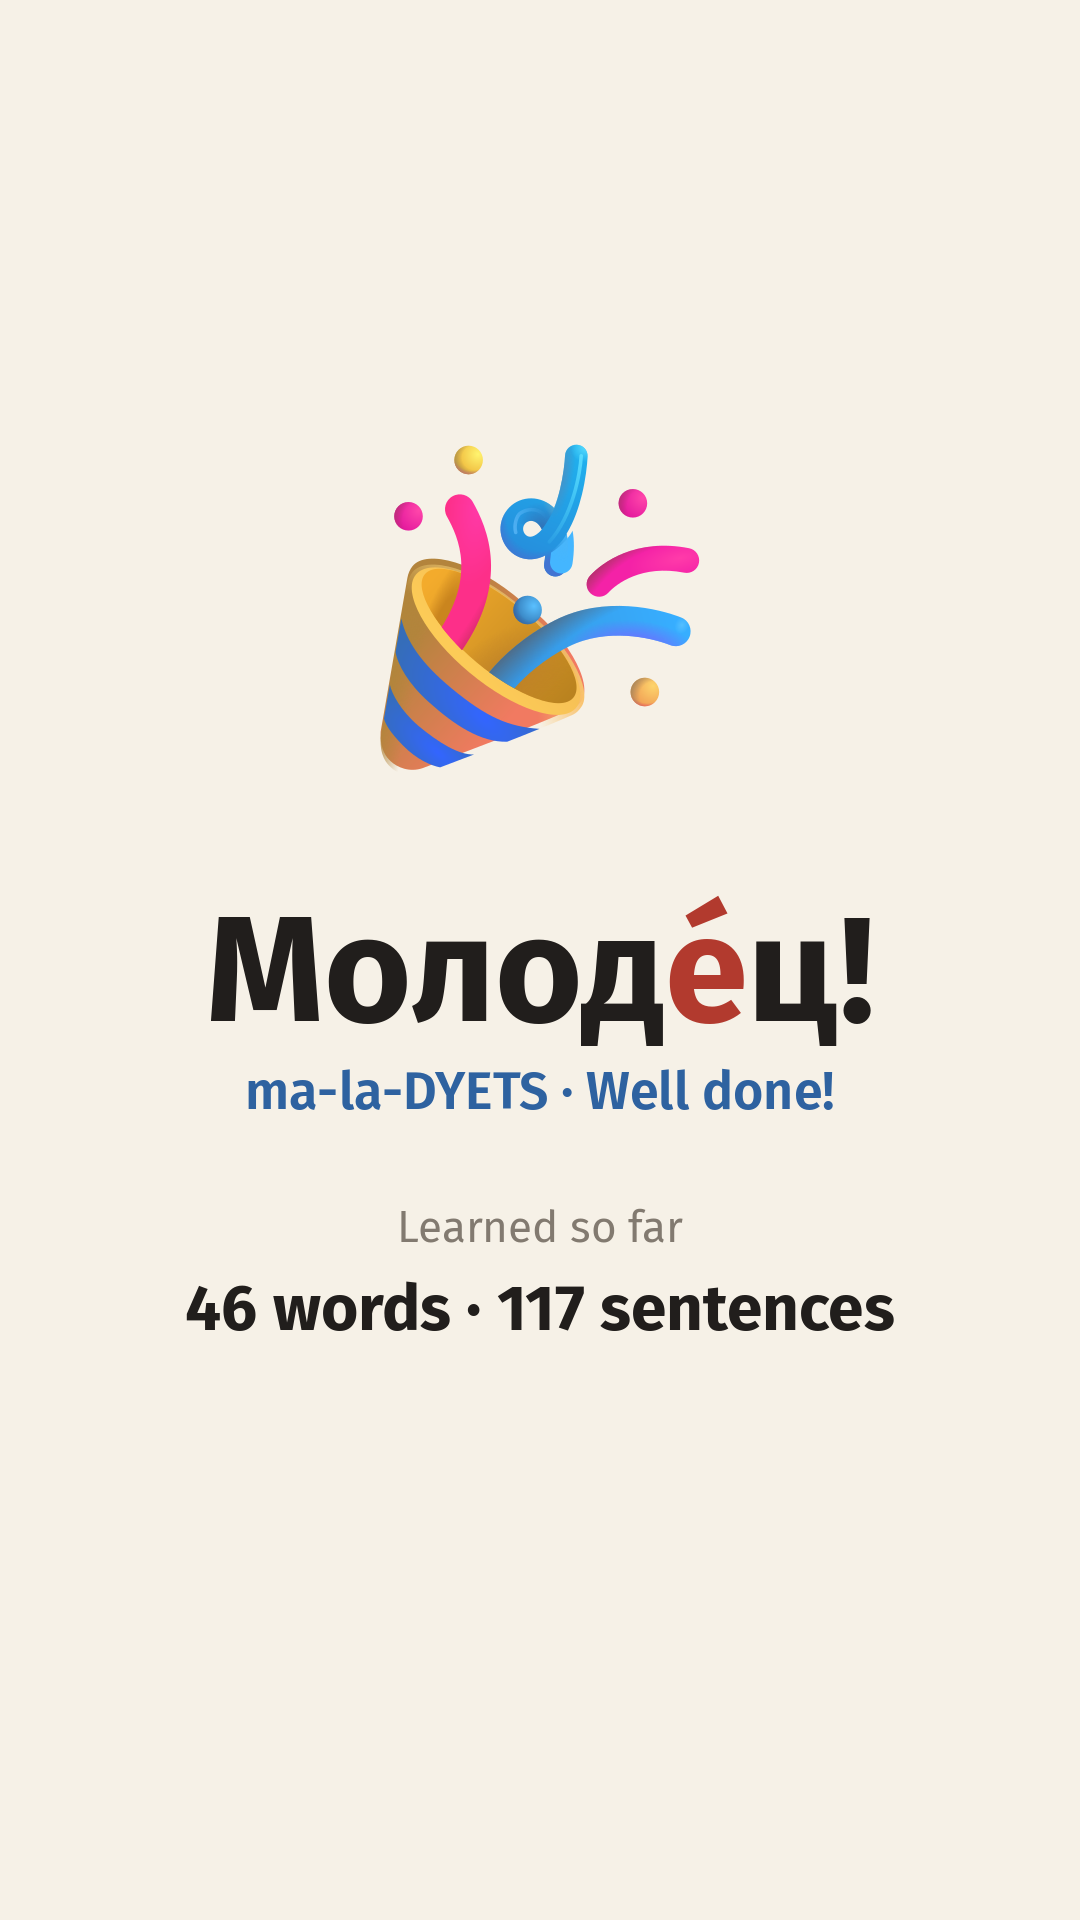 Молоде́ц!
ma-la-DYETS · Well done!
Learned so far
46 words · 117 sentences